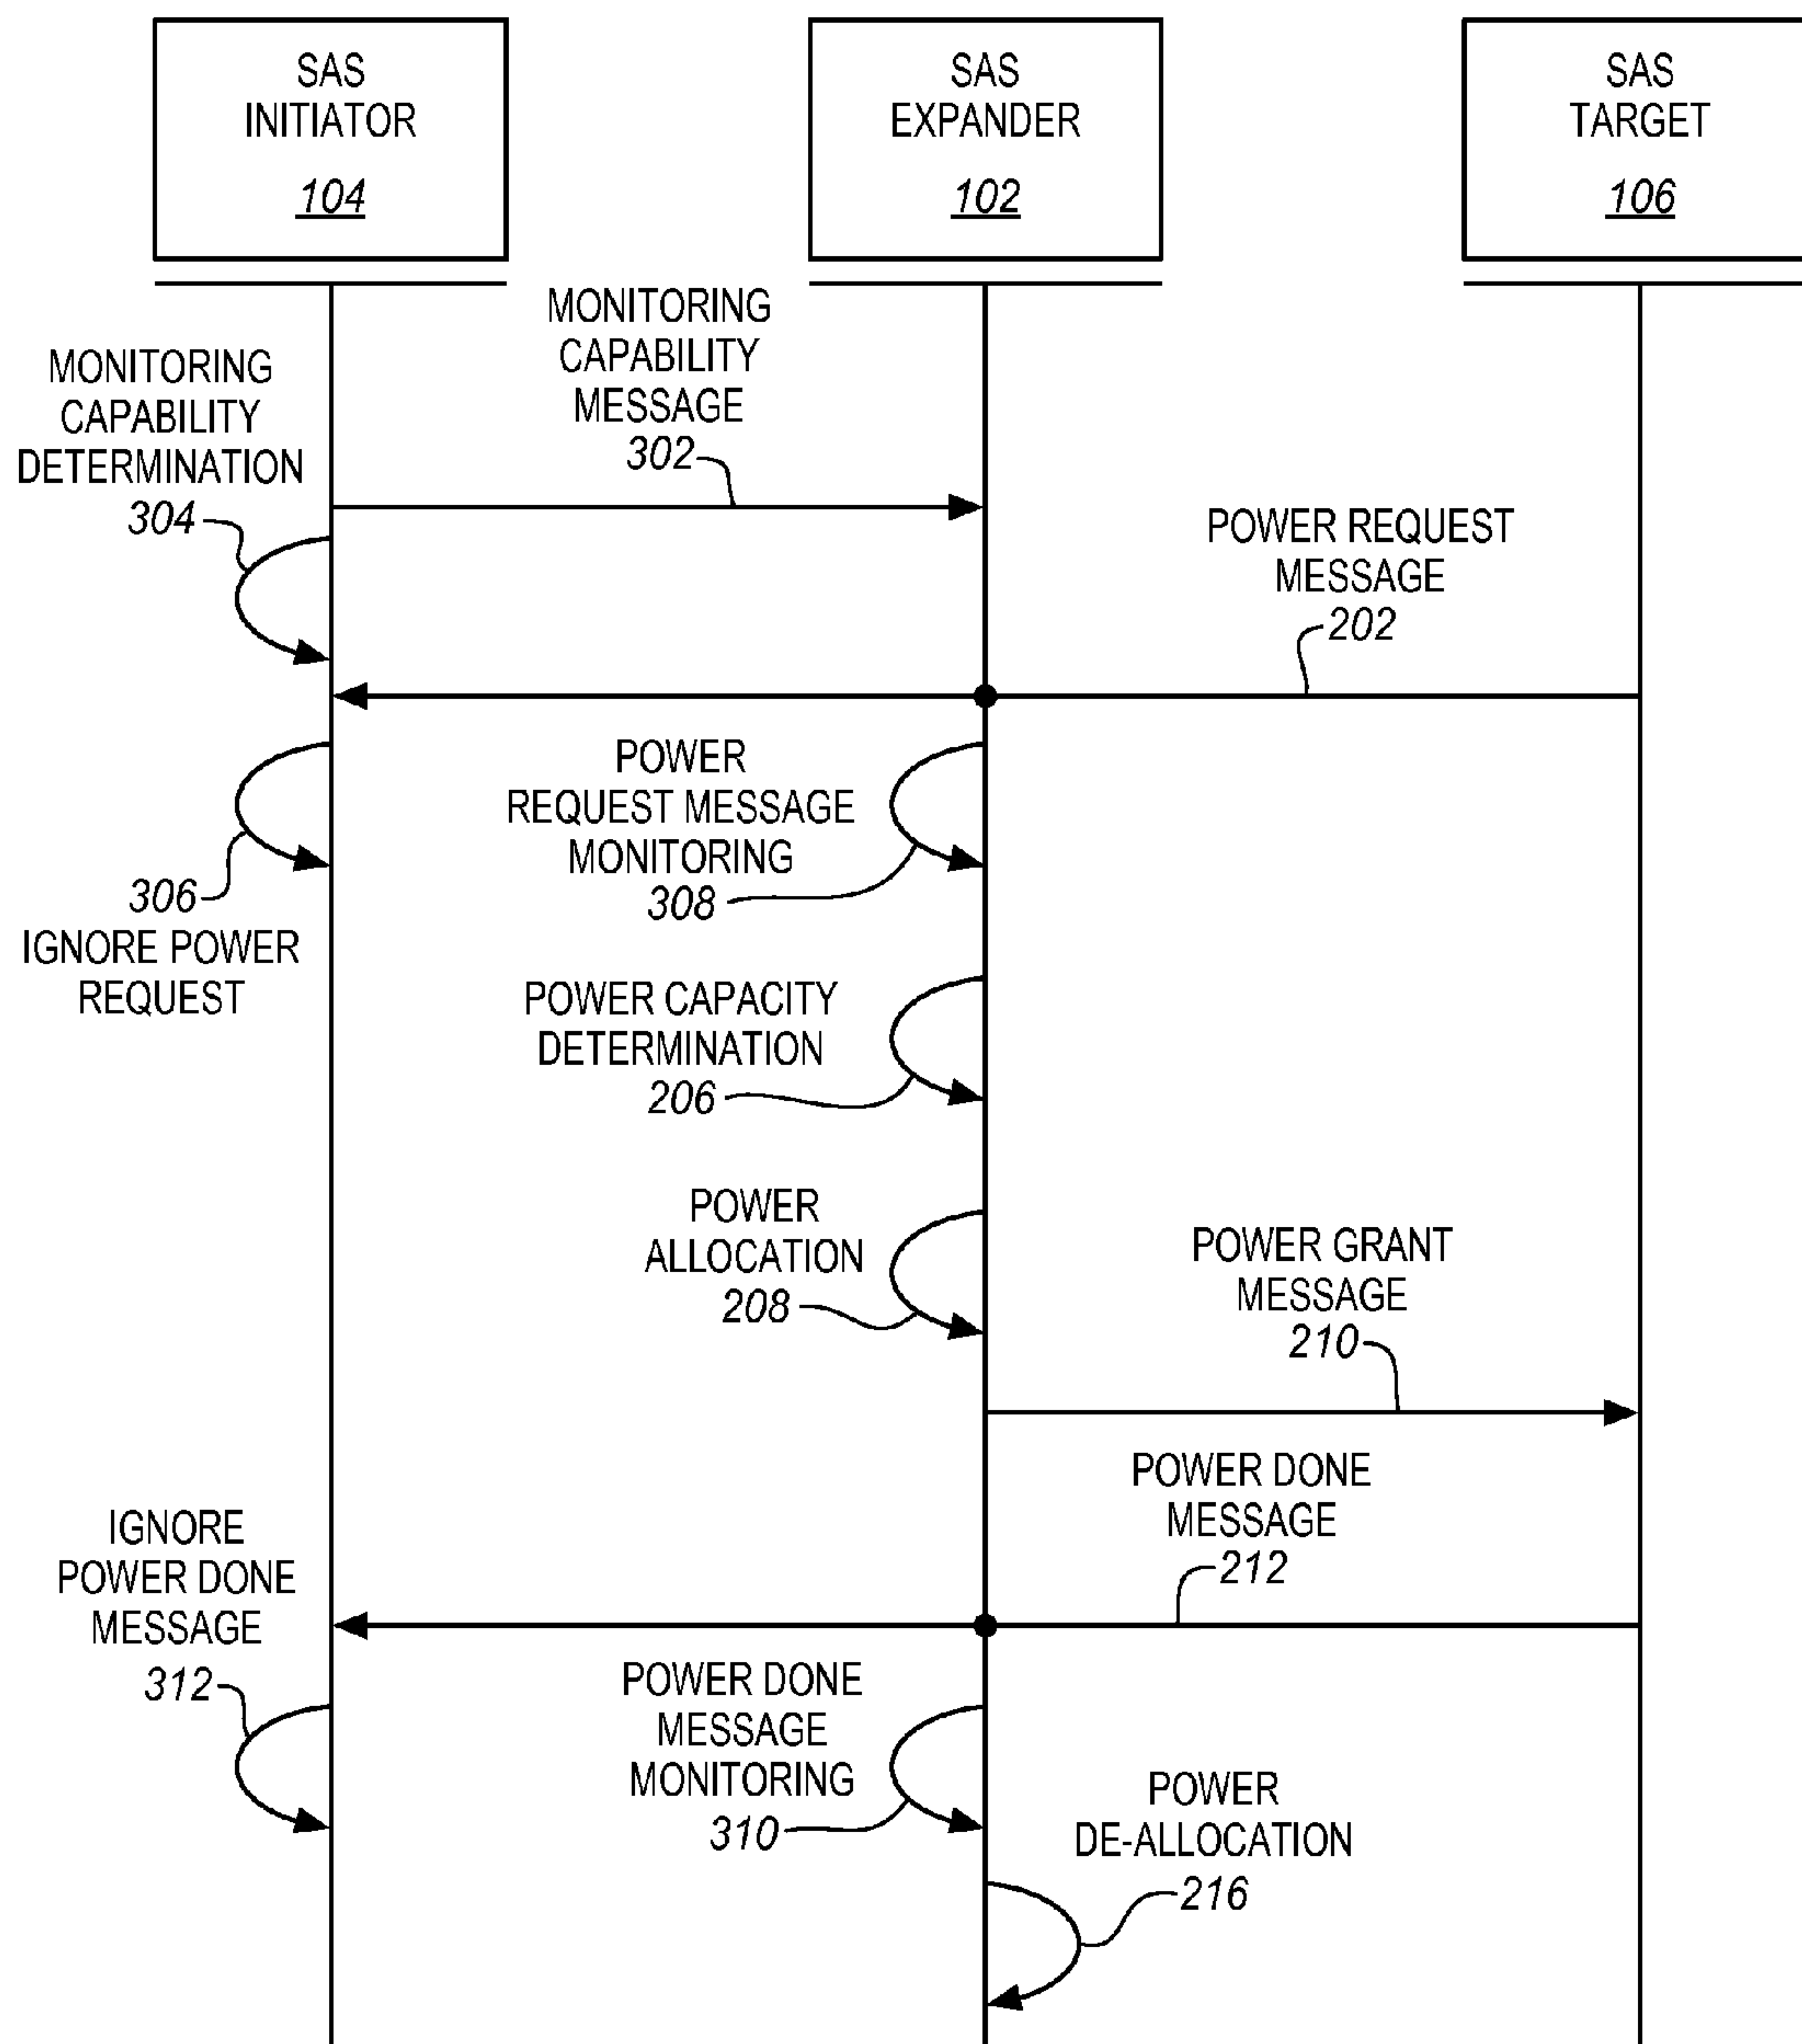 SAS
INITIATOR
104
SAS
EXPANDER
102
SAS
TARGET
106
MONITORING
CAPABILITY
MESSAGE
302
MONITORING
CAPABILITY
DETERMINATION
304
POWER REQUEST
MESSAGE
202
306
IGNORE POWER
REQUEST
POWER
REQUEST MESSAGE
MONITORING
308
POWER CAPACITY
DETERMINATION
206
POWER
ALLOCATION
208
POWER GRANT
MESSAGE
210
POWER DONE
MESSAGE
212
IGNORE
POWER DONE
MESSAGE
312
POWER DONE
MESSAGE
MONITORING
310
POWER
DE-ALLOCATION
216